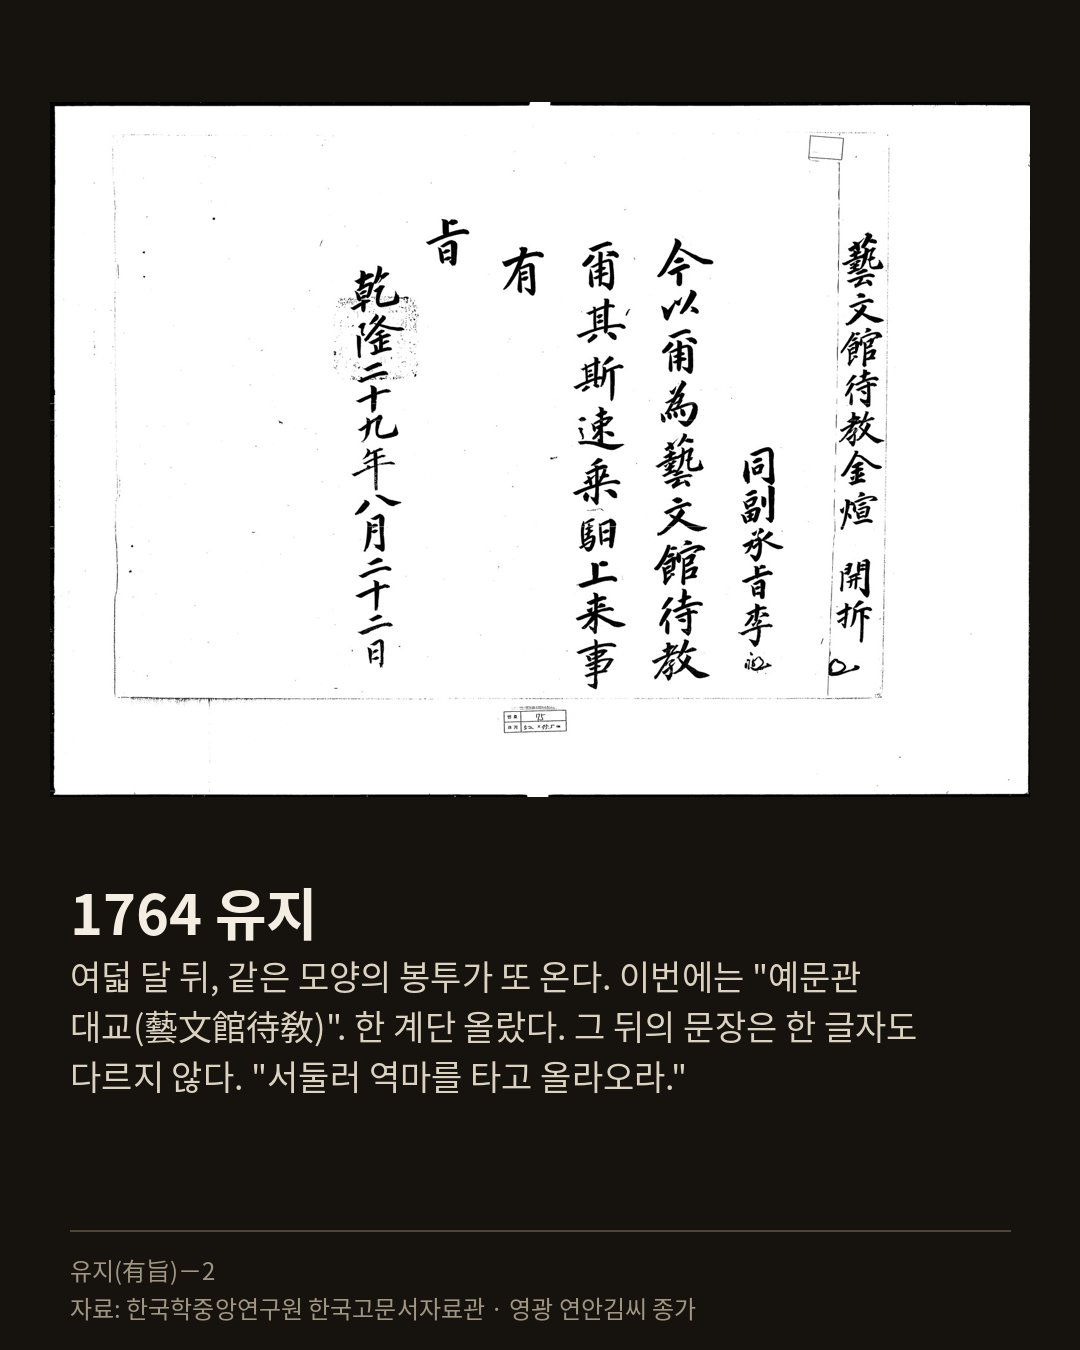 藝文館待教金煊 開拆
同副承旨李
今以爾為藝文館待教
爾其斯速乗馹上来事
有
旨
乾隆二十九年八月二十二日
75
1764 유지
여덟 달 뒤, 같은 모양의 봉투가 또 온다. 이번에는 "예문관
대교(藝文館待敎)". 한 계단 올랐다. 그 뒤의 문장은 한 글자도
다르지 않다. "서둘러 역마를 타고 올라오라."
유지(有旨)－2
자료: 한국학중앙연구원 한국고문서자료관 · 영광 연안김씨 종가